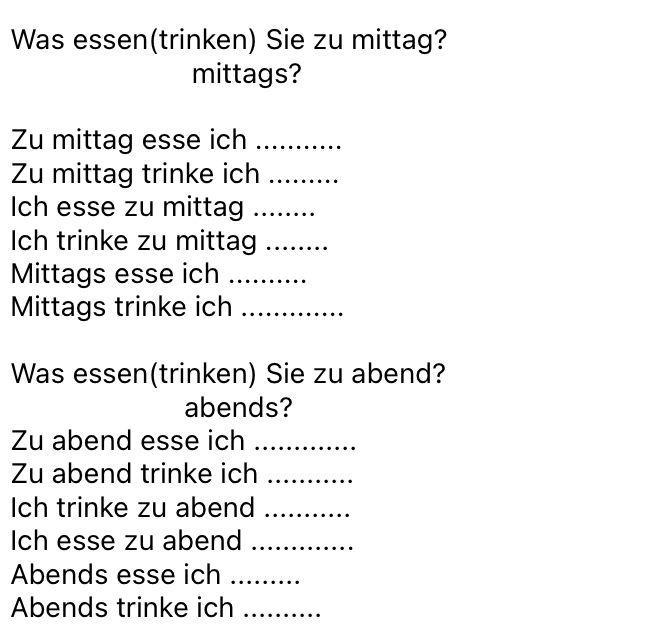 Was essen(trinken) Sie zu mittag?
mittags?
Zu mittag esse ich ...........
Zu mittag trinke ich .........
Ich esse zu mittag ........
Ich trinke zu mittag ........
Mittags esse ich ..........
Mittags trinke ich .............
Was essen(trinken) Sie zu abend?
abends?
Zu abend esse ich .............
Zu abend trinke ich ...........
Ich trinke zu abend ...........
Ich esse zu abend .............
Abends esse ich .........
Abends trinke ich ..........